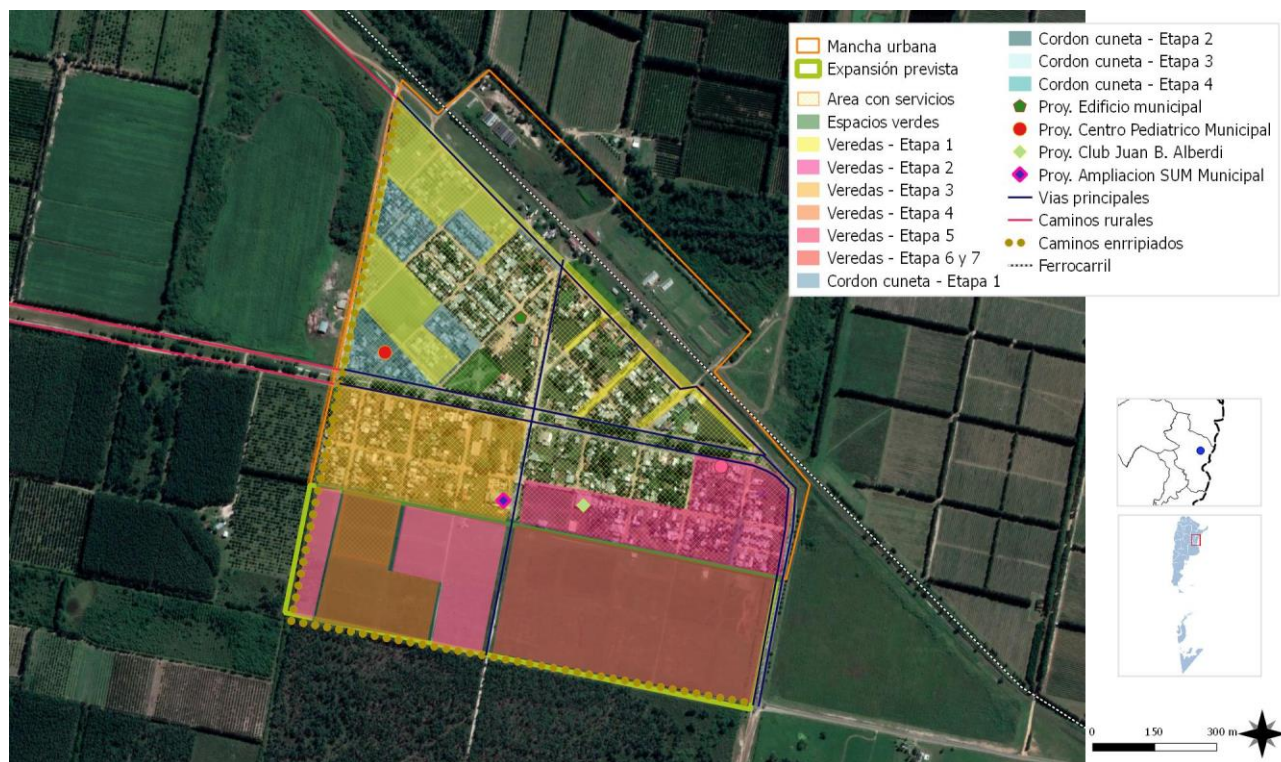 Mancha urbana
Expansión prevista
Area con servicios
Espacios verdes
Veredas - Etapa 1
Veredas - Etapa 2
Veredas - Etapa 3
Veredas - Etapa 4
Veredas - Etapa 5
Veredas - Etapa 6 y 7
Cordon cuneta - Etapa 1
Cordon cuneta - Etapa 2
Cordon cuneta - Etapa 3
Cordon cuneta - Etapa 4
Proy. Edificio municipal
Proy. Centro Pediatrico Municipal
Proy. Club Juan B. Alberdi
Proy. Ampliacion SUM Municipal
Vias principales
Caminos rurales
Caminos enrripiados
Ferrocarril
0 150 300 m